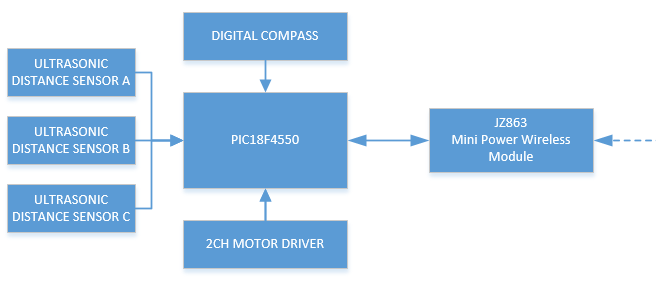 DIGITAL COMPASS
ULTRASONIC
DISTANCE SENSOR A
ULTRASONIC
DISTANCE SENSOR B
ULTRASONIC
DISTANCE SENSOR C
PIC18F4550
JZ863
Mini Power Wireless
Module
2CH MOTOR DRIVER